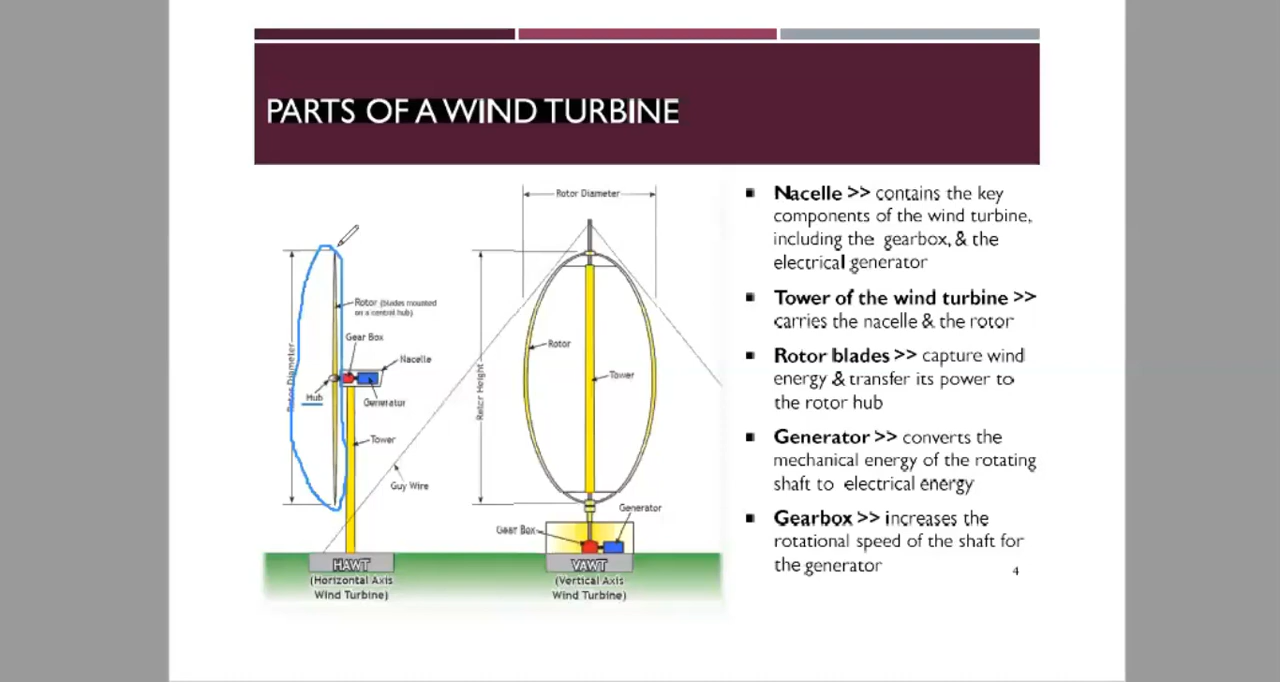 PARTS OF A WIND TURBINE
Rotor Diameter
Rotor (blades mounted
on a central hub)
Gear Box
Nacelle
Rotor Diameter
Hub
Generator
Tower
Guy Wire
Rotor Height
Rotor
Tower
Generator
Gear Box
HAWT
(Horizontal Axis
Wind Turbine)
VAWT
(Vertical Axis
Wind Turbine)
■ Nacelle >> contains the key
components of the wind turbine,
including the gearbox, & the
electrical generator
■ Tower of the wind turbine >>
carries the nacelle & the rotor
■ Rotor blades >> capture wind
energy & transfer its power to
the rotor hub
■ Generator >> converts the
mechanical energy of the rotating
shaft to electrical energy
■ Gearbox >> increases the
rotational speed of the shaft for
the generator
4